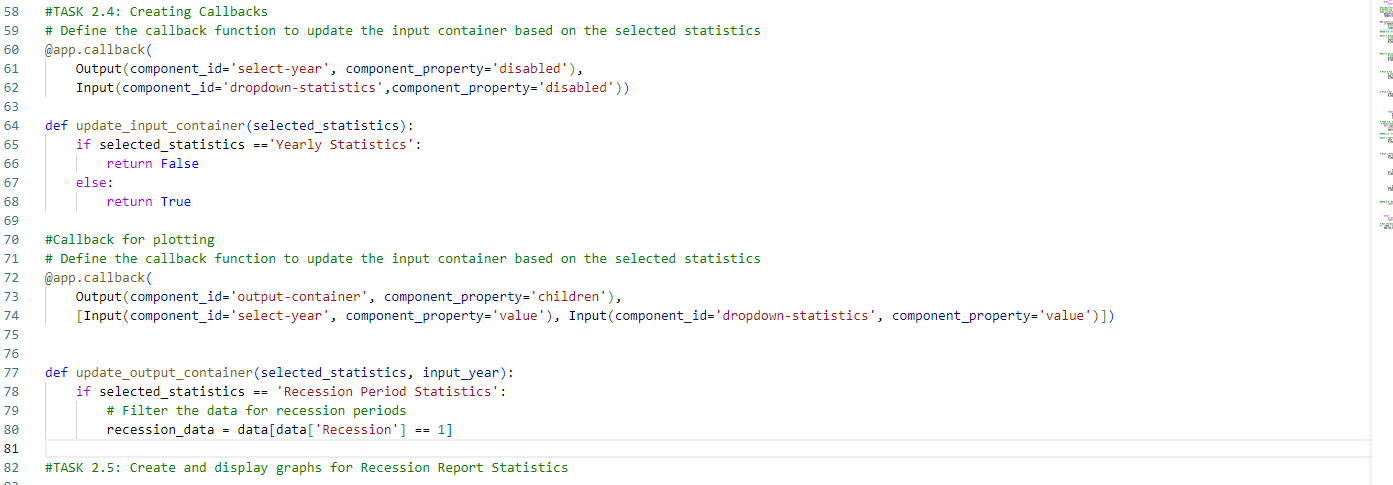 58 #TASK 2.4: Creating Callbacks
59 # Define the callback function to update the input container based on the selected statistics
60 @app.callback(
61     Output(component_id='select-year', component_property='disabled'),
62     Input(component_id='dropdown-statistics',component_property='disabled'))
63
64 def update_input_container(selected_statistics):
65     if selected_statistics =='Yearly Statistics':
66         return False
67     else:
68         return True
69
70 #Callback for plotting
71 # Define the callback function to update the input container based on the selected statistics
72 @app.callback(
73     Output(component_id='output-container', component_property='children'),
74     [Input(component_id='select-year', component_property='value'), Input(component_id='dropdown-statistics', component_property='value')])
75
76
77 def update_output_container(selected_statistics, input_year):
78     if selected_statistics == 'Recession Period Statistics':
79         # Filter the data for recession periods
80         recession_data = data[data['Recession'] == 1]
81
82 #TASK 2.5: Create and display graphs for Recession Report Statistics